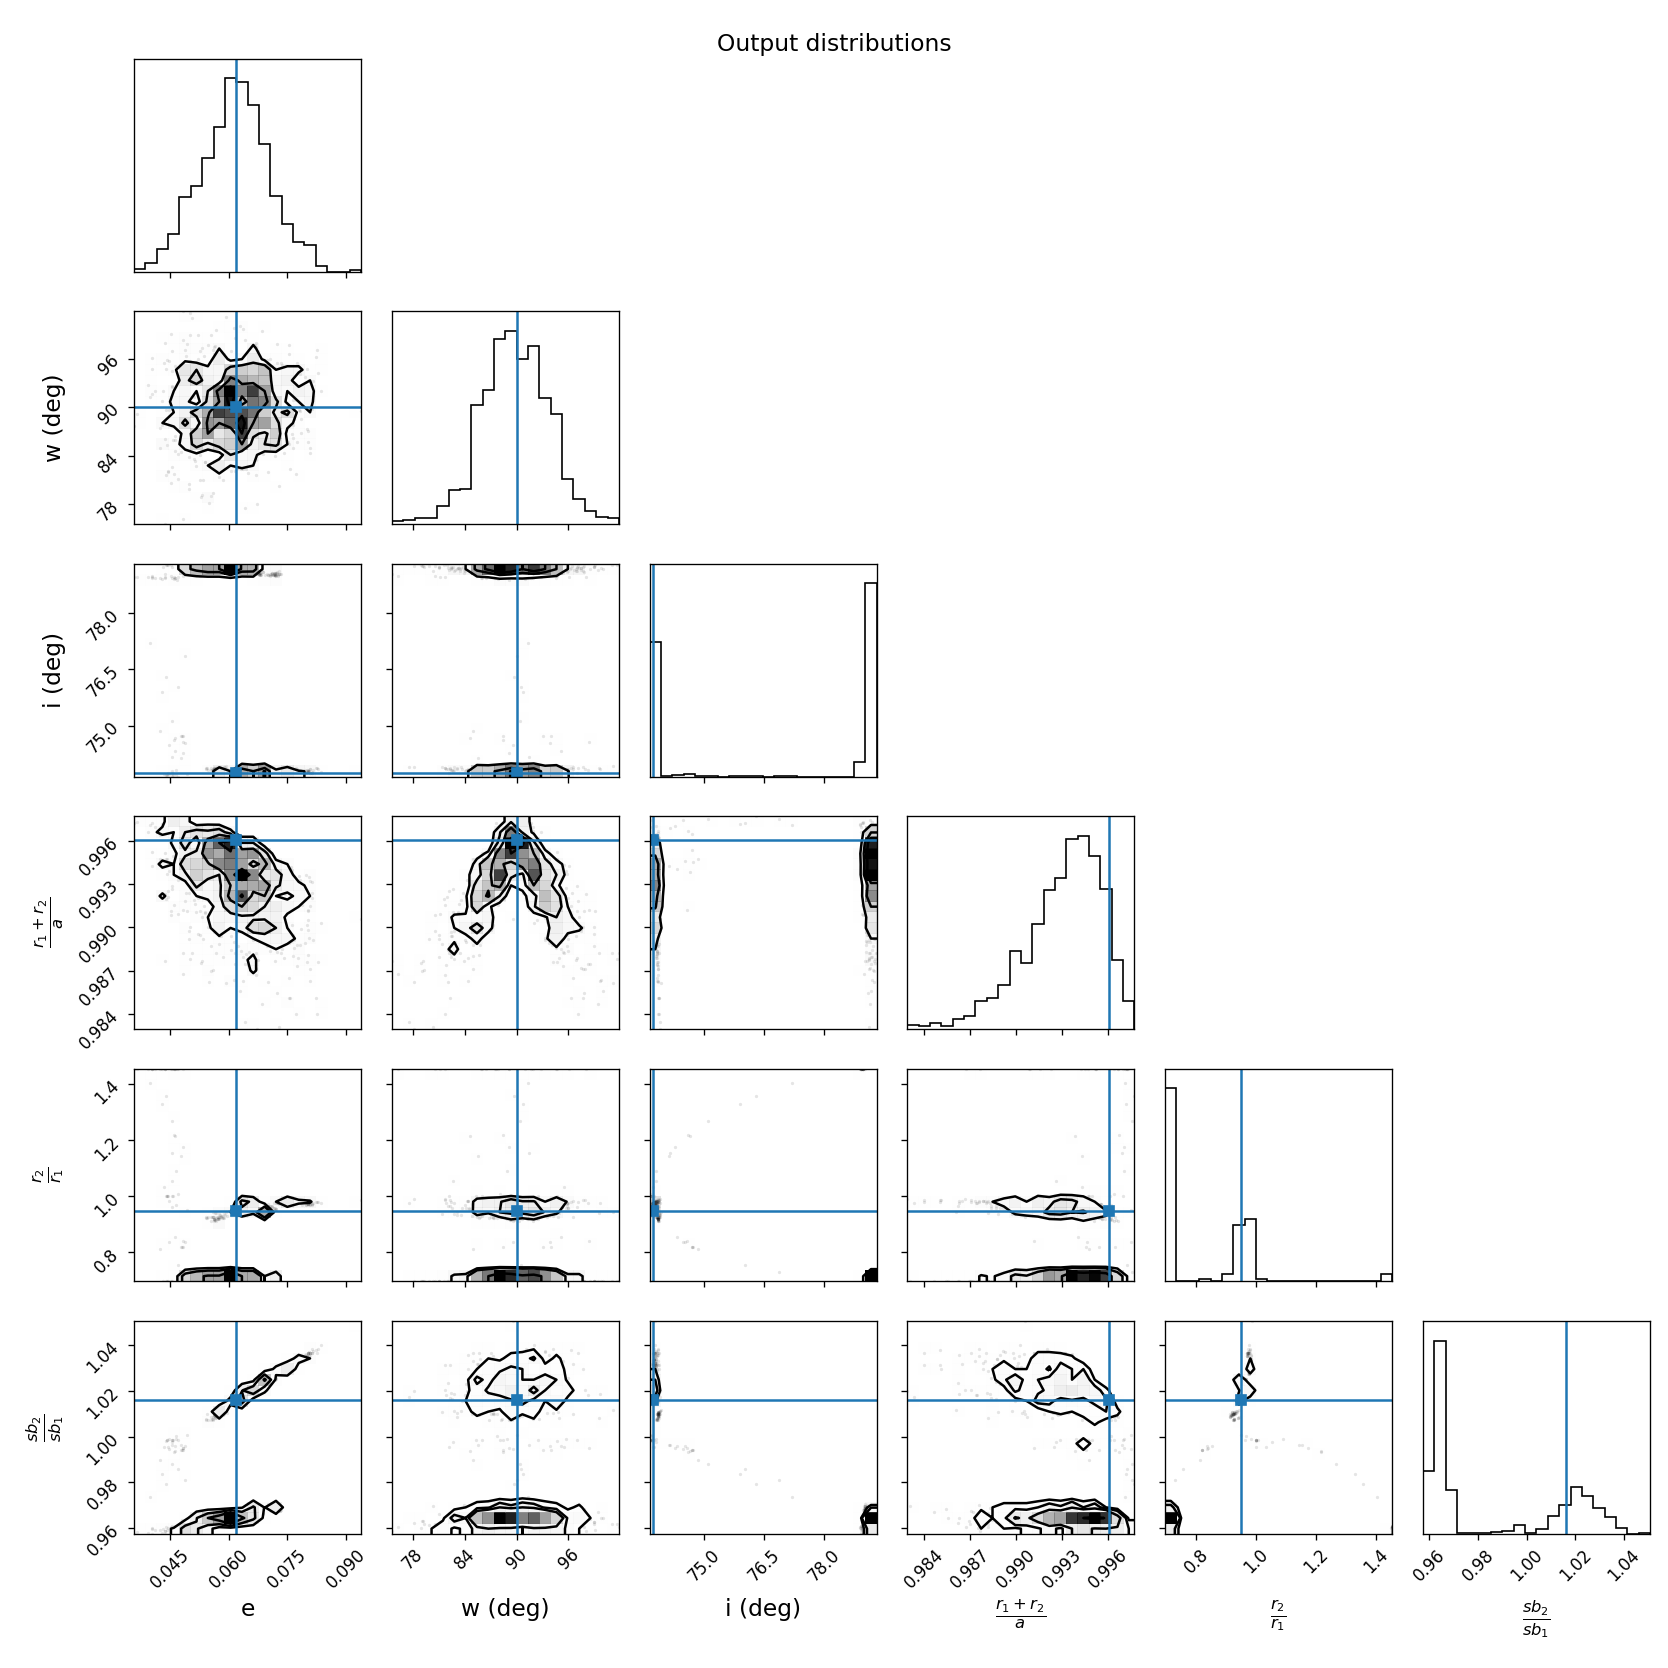 Output distributions
96
90
84
78
w (deg)
78.0
76.5
75.0
i (deg)
0.996
0.993
0.990
0.987
0.984
r₁ + r₂
a
1.4
1.2
1.0
0.8
r₂
r₁
1.04
1.02
1.00
0.98
0.96
sb₂
sb₁
0.045 0.060 0.075 0.090 78 84 90 96 75.0 76.5 78.0 0.984 0.987 0.990 0.993 0.996 0.8 1.0 1.2 1.4 0.96 0.98 1.00 1.02 1.04
e w (deg) i (deg) r₁ + r₂ r₂ sb₂
a r₁ sb₁